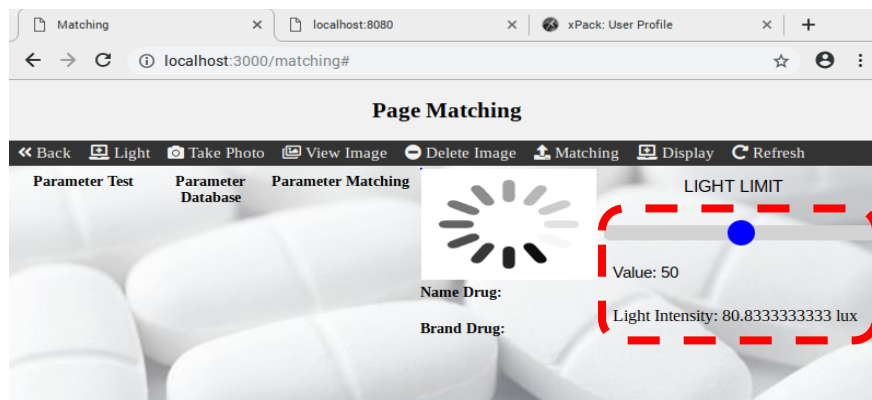 Matching
localhost:8080
xPack: User Profile
localhost:3000/matching#
Page Matching
Back Light Take Photo View Image Delete Image Matching Display Refresh
Parameter Test
Parameter Database
Parameter Matching
Name Drug:
Brand Drug:
LIGHT LIMIT
Value: 50
Light Intensity: 80.8333333333 lux